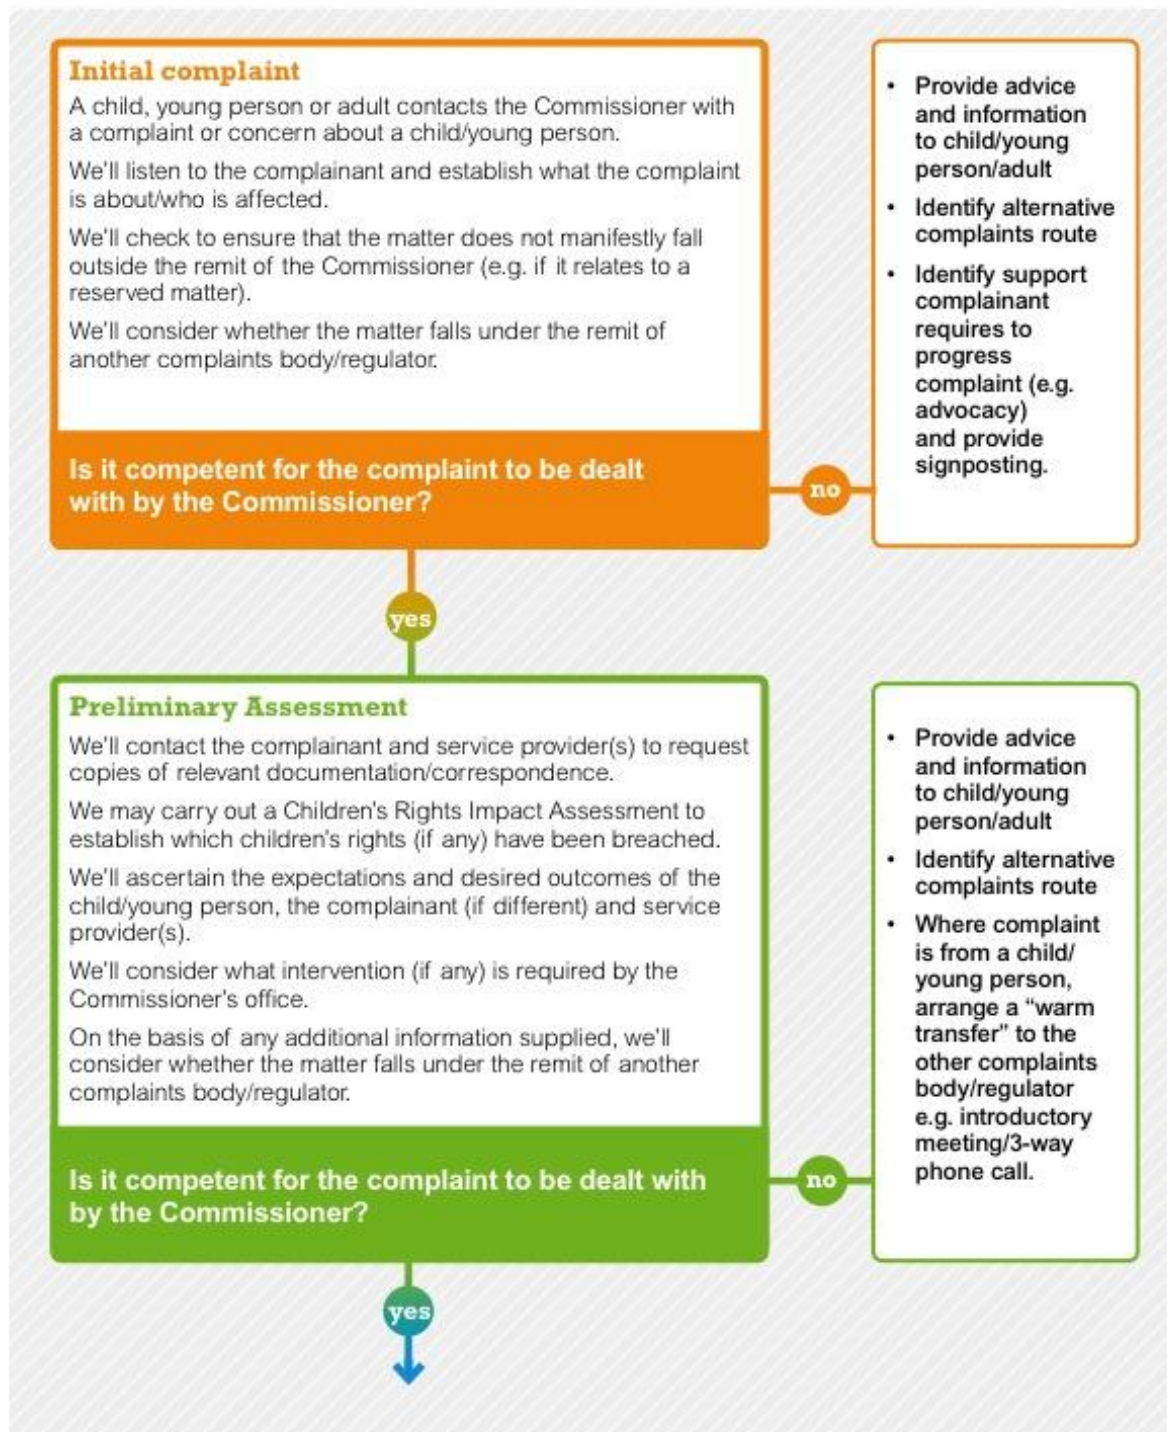 Initial complaint
A child, young person or adult contacts the Commissioner with
a complaint or concern about a child/young person.
We'll listen to the complainant and establish what the complaint
is about/who is affected.
We'll check to ensure that the matter does not manifestly fall
outside the remit of the Commissioner (e.g. if it relates to a
reserved matter).
We'll consider whether the matter falls under the remit of
another complaints body/regulator.
Is it competent for the complaint to be dealt
with by the Commissioner?
no
• Provide advice
and information
to child/young
person/adult
• Identify alternative
complaints route
• Identify support
complainant
requires to
progress
complaint (e.g.
advocacy)
and provide
signposting.
yes
Preliminary Assessment
We'll contact the complainant and service provider(s) to request
copies of relevant documentation/correspondence.
We may carry out a Children's Rights Impact Assessment to
establish which children's rights (if any) have been breached.
We'll ascertain the expectations and desired outcomes of the
child/young person, the complainant (if different) and service
provider(s).
We'll consider what intervention (if any) is required by the
Commissioner's office.
On the basis of any additional information supplied, we'll
consider whether the matter falls under the remit of another
complaints body/regulator.
Is it competent for the complaint to be dealt with
by the Commissioner?
no
• Provide advice
and information
to child/young
person/adult
• Identify alternative
complaints route
• Where complaint
is from a child/
young person,
arrange a “warm
transfer” to the
other complaints
body/regulator
e.g. introductory
meeting/3-way
phone call.
yes